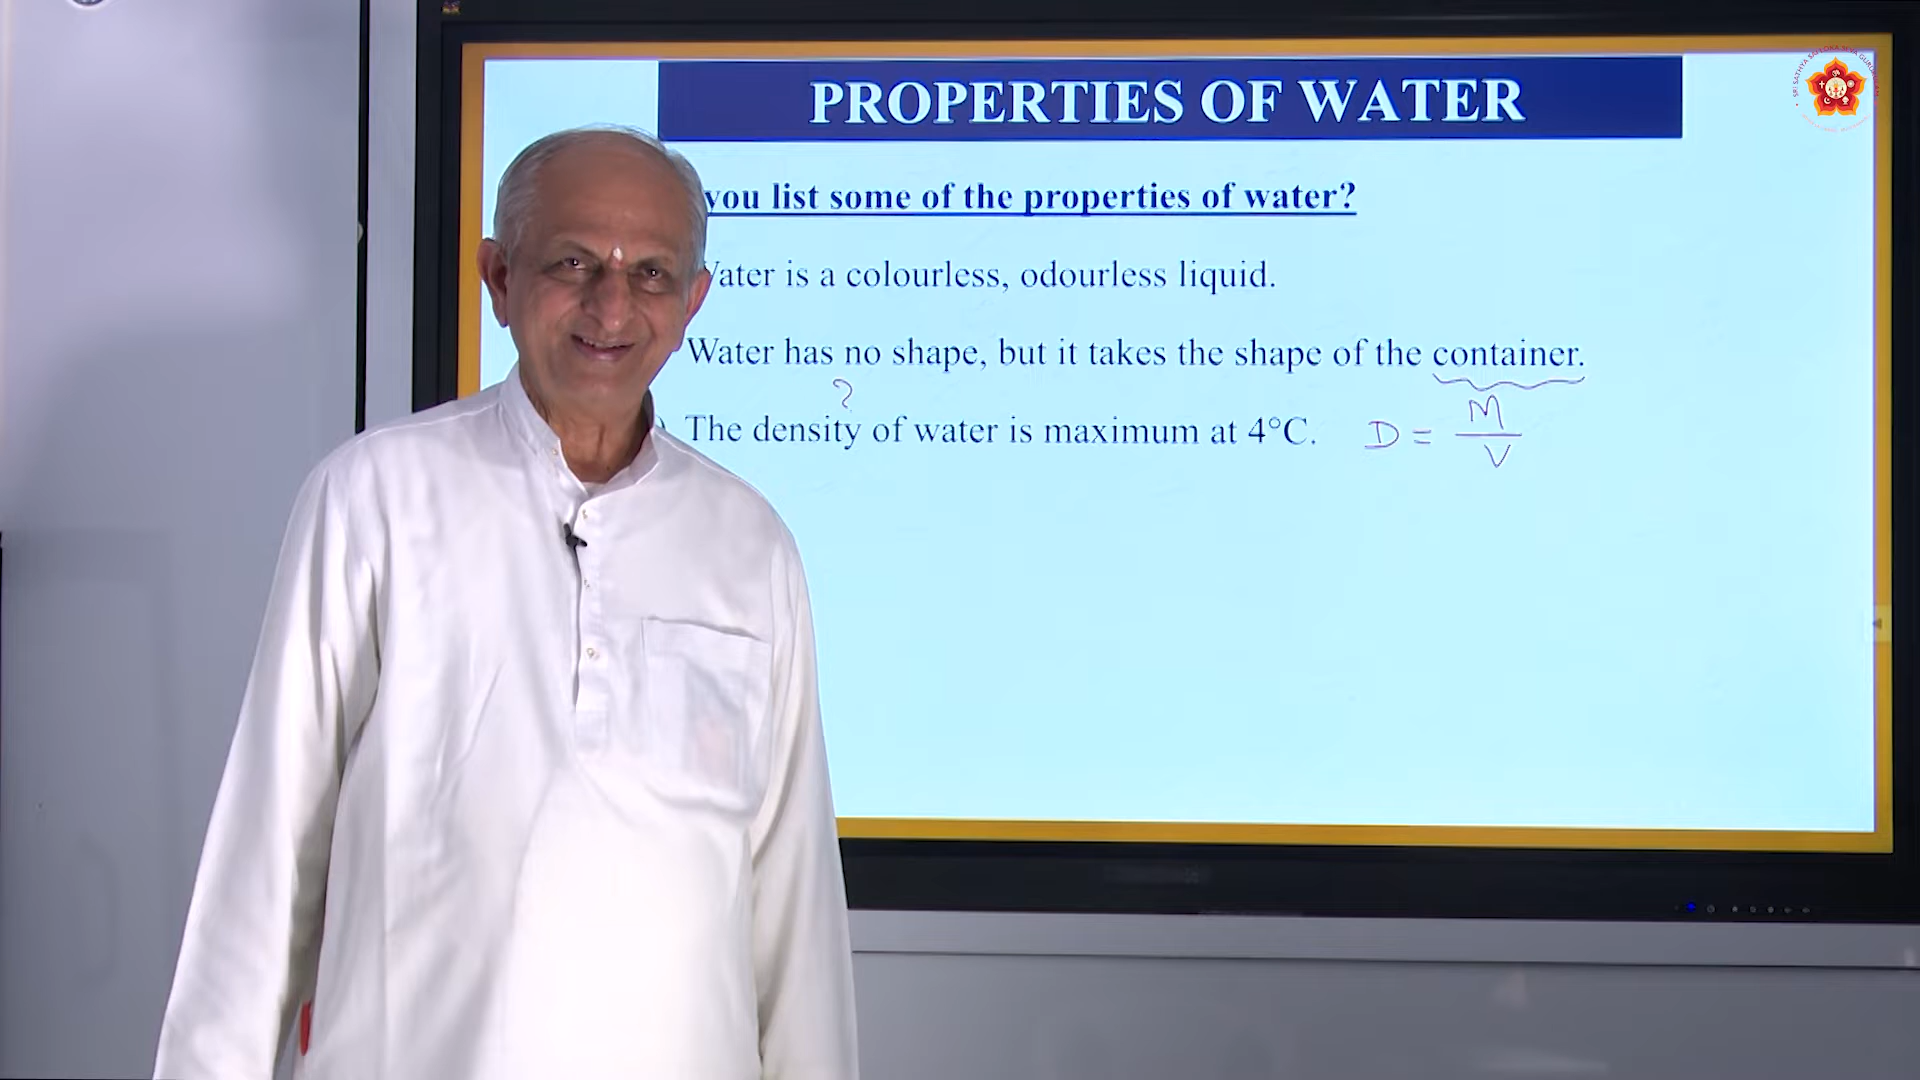 PROPERTIES OF WATER
you list some of the properties of water?
Water is a colourless, odourless liquid.
Water has no shape, but it takes the shape of the container.
?
The density of water is maximum at 4°C. D = M
V